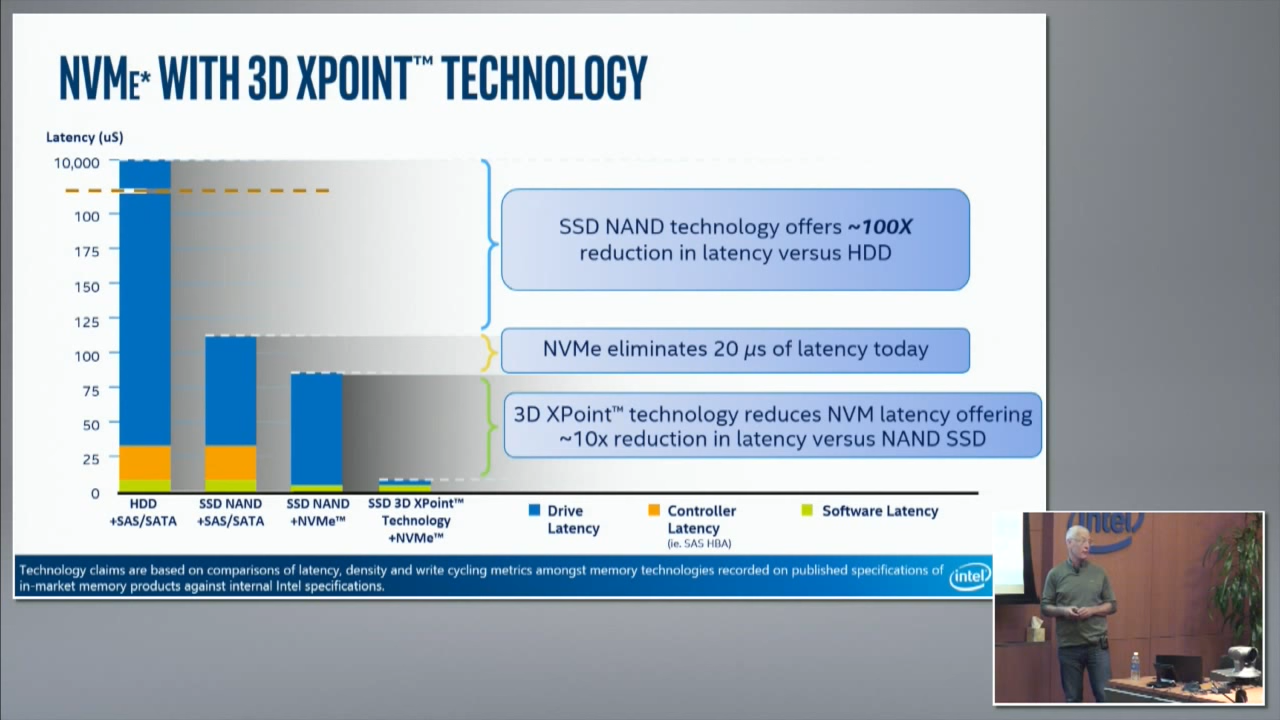 NVMe* WITH 3D XPOINT™ TECHNOLOGY
Latency (uS)
10,000
100
175
150
125
100
75
50
25
0
SSD NAND technology offers ~100X
reduction in latency versus HDD
NVMe eliminates 20 µs of latency today
3D XPoint™ technology reduces NVM latency offering
~10x reduction in latency versus NAND SSD
HDD
+SAS/SATA
SSD NAND
+SAS/SATA
SSD NAND
+NVMe™
SSD 3D XPoint™
Technology
+NVMe™
Drive
Latency
Controller
Latency
(ie. SAS HBA)
Software Latency
Technology claims are based on comparisons of latency, density and write cycling metrics amongst memory technologies recorded on published specifications of
in-market memory products against internal Intel specifications.
intel
intel